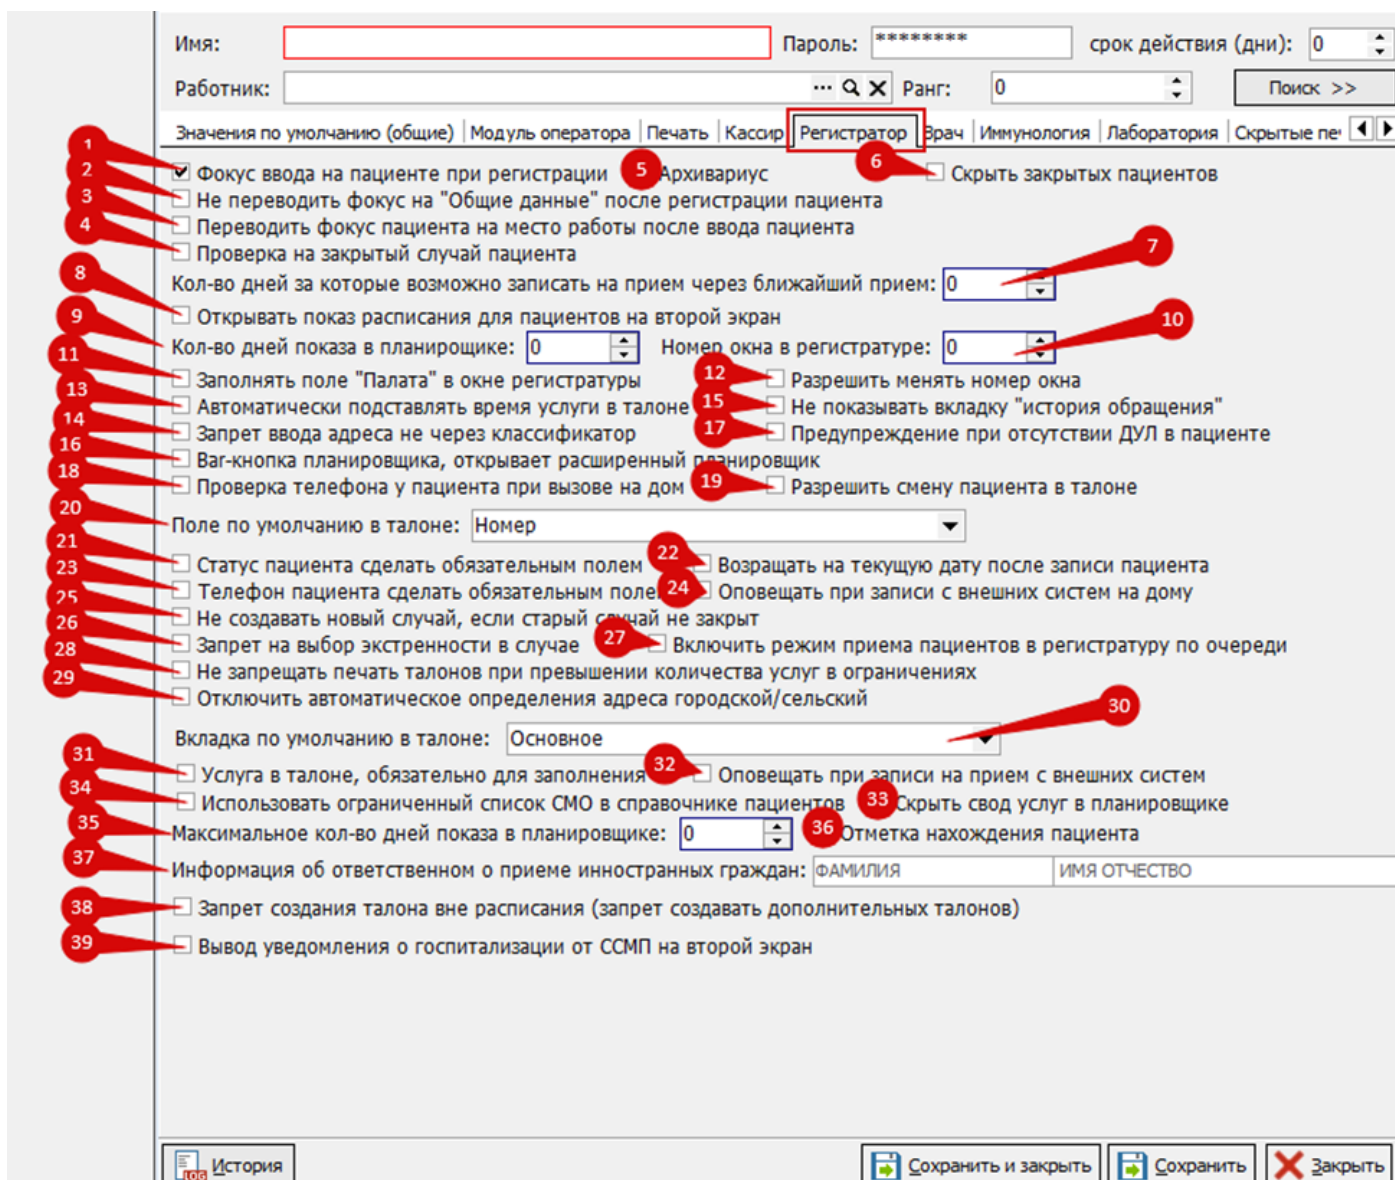 Имя: Пароль: ******** срок действия (дни): 0
Работник: ... Ранг: 0 Поиск >>
Значения по умолчанию (общие) Модуль оператора Печать Кассир Регистратор Врач Иммунология Лаборатория Скрытые пе
1 Фокус ввода на пациенте при регистрации 5 Архивариус 6 Скрыть закрытых пациентов
2 Не переводить фокус на "Общие данные" после регистрации пациента
3 Переводить фокус пациента на место работы после ввода пациента
4 Проверка на закрытый случай пациента
Кол-во дней за которые возможно записать на прием через ближайший прием: 0 7
8 Открывать показ расписания для пациентов на второй экран
9 Кол-во дней показа в планирощике: 0 Номер окна в регистратуре: 0 10
11 Заполнять поле "Палата" в окне регистратуры 12 Разрешить менять номер окна
13 Автоматически подставлять время услуги в талоне 15 Не показывать вкладку "история обращения"
14 Запрет ввода адреса не через классификатор 17 Предупреждение при отсутствии ДУЛ в пациенте
16 Bar-кнопка планировщика, открывает расширенный планировщик
18 Проверка телефона у пациента при вызове на дом 19 Разрешить смену пациента в талоне
20 Поле по умолчанию в талоне: Номер
21 Статус пациента сделать обязательным полем 22 Возращать на текущую дату после записи пациента
23 Телефон пациента сделать обязательным полем 24 Оповещать при записи с внешних систем на дому
25 Не создавать новый случай, если старый случай не закрыт
26 Запрет на выбор экстренности в случае 27 Включить режим приема пациентов в регистратуру по очереди
28 Не запрещать печать талонов при превышении количества услуг в ограничениях
29 Отключить автоматическое определения адреса городской/сельский
Вкладка по умолчанию в талоне: Основное 30
31 Услуга в талоне, обязательно для заполнения 32 Оповещать при записи на прием с внешних систем
34 Использовать ограниченный список СМО в справочнике пациентов 33 Скрыть свод услуг в планировщике
35 Максимальное кол-во дней показа в планировщике: 0 36 Отметка нахождения пациента
37 Информация об ответственном о приеме инностранных граждан: ФАМИЛИЯ ИМЯ ОТЧЕСТВО
38 Запрет создания талона вне расписания (запрет создавать дополнительных талонов)
39 Вывод уведомления о госпитализации от ССМП на второй экран
LOG История Сохранить и закрыть Сохранить Закрыть